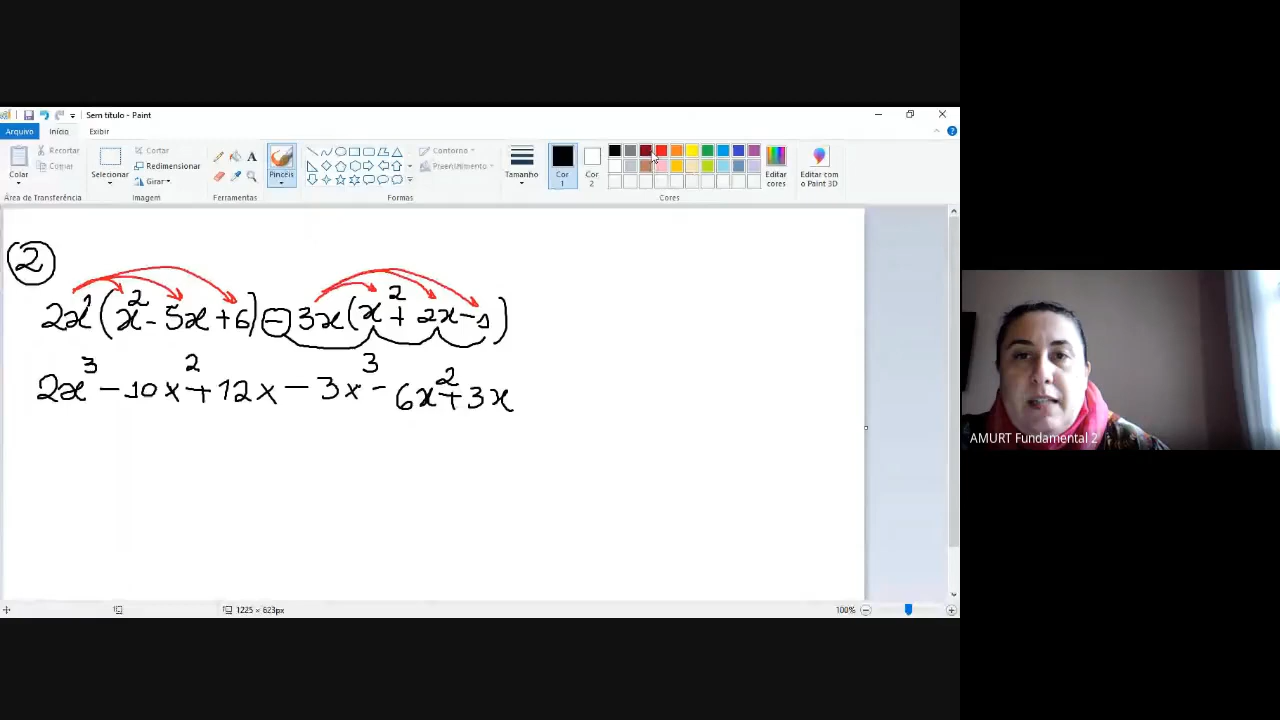 Sem título - Paint
Arquivo Início Exibir
Colar
Recortar
Copiar
Área de Transferência
Selecionar
Cortar
Redimensionar
Girar
Imagem
A
Ferramentas
Pincéis
Contorno
Preenchimento
Formas
Tamanho
Cor 1
Cor 2
Editar cores
Editar com o Paint 3D
Cores
2
2x¹(x² - 5x + 6) - 3x(x² + 2x - 1)
2x³ - 10x² + 12x - 3x³ - 6x² + 3x
AMURT Fundamental 2
1225 × 623px
100%